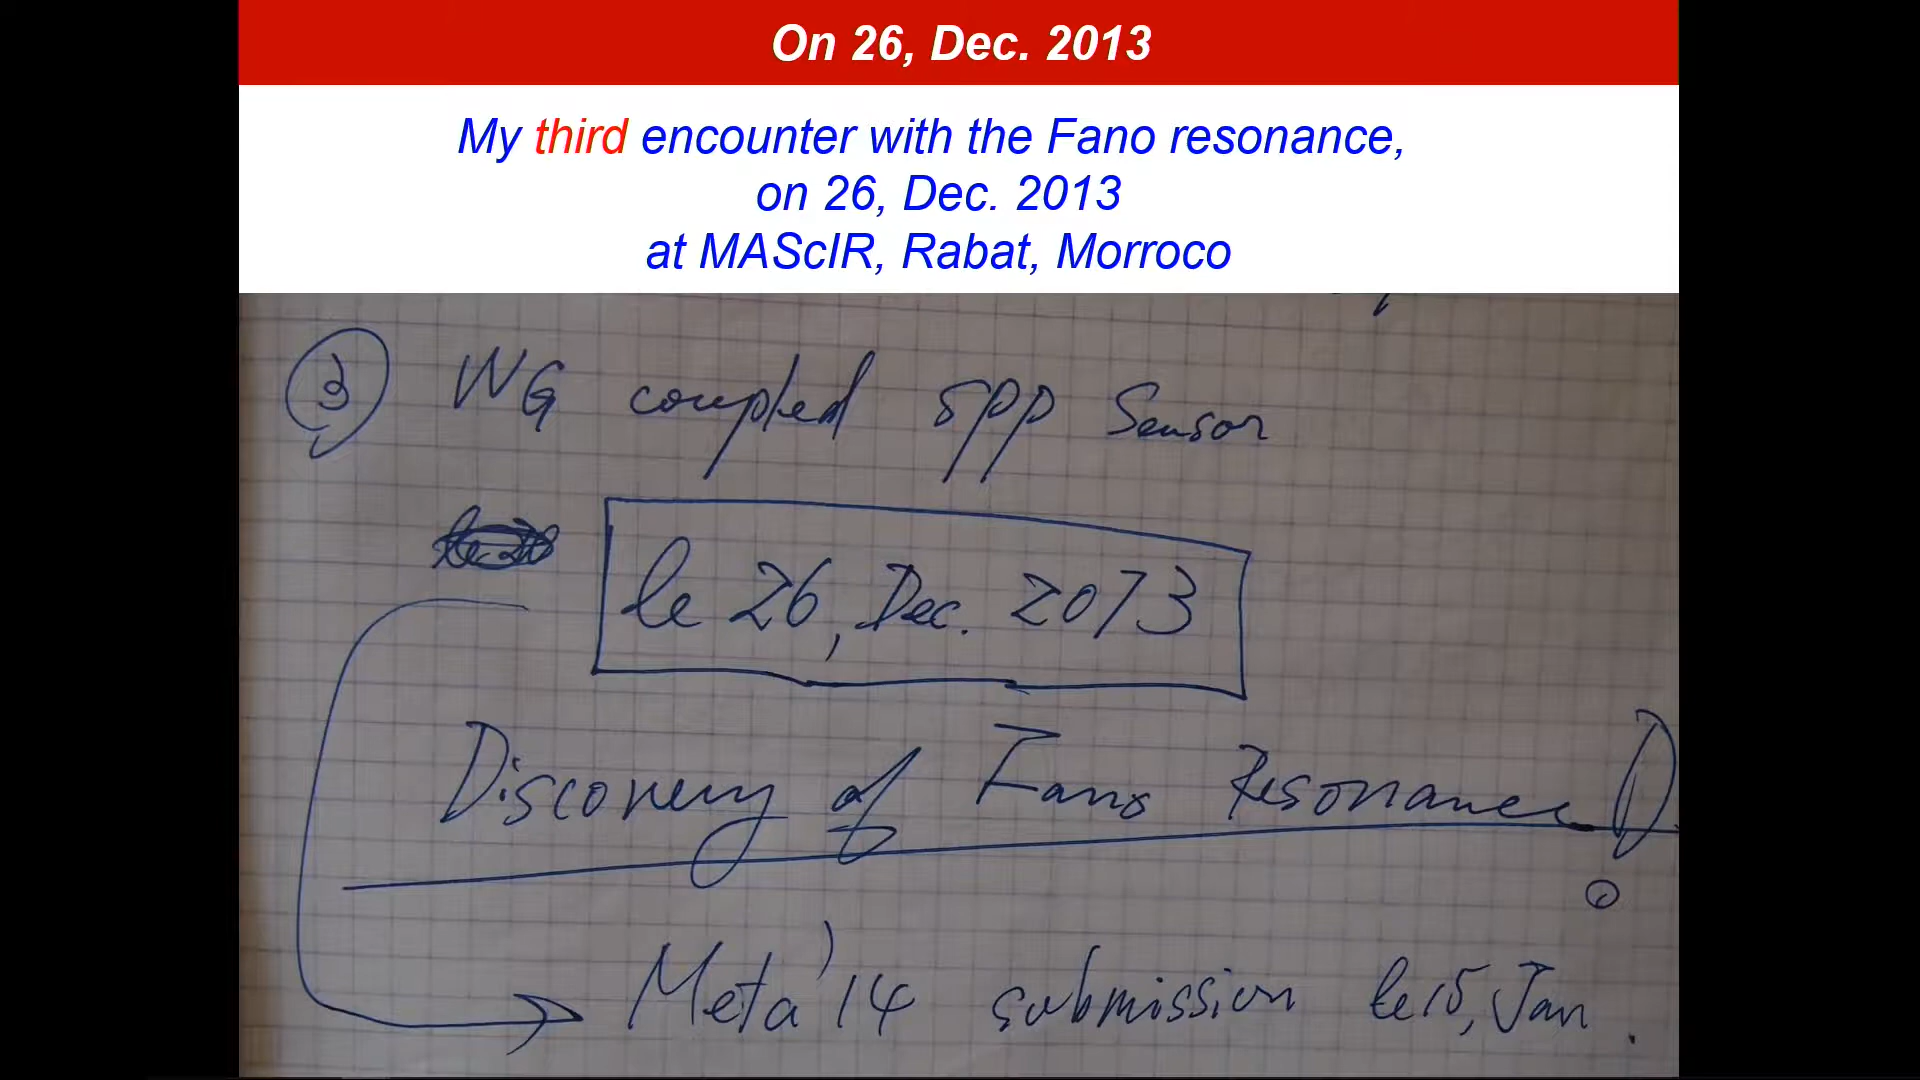 On 26, Dec. 2013
My third encounter with the Fano resonance,
on 26, Dec. 2013
at MAScIR, Rabat, Morroco
3 WG coupled SPP Sensor
le 26, Dec. 2013
Discovery of Fano Resonance!
Meta'14 submission le 15, Jan.